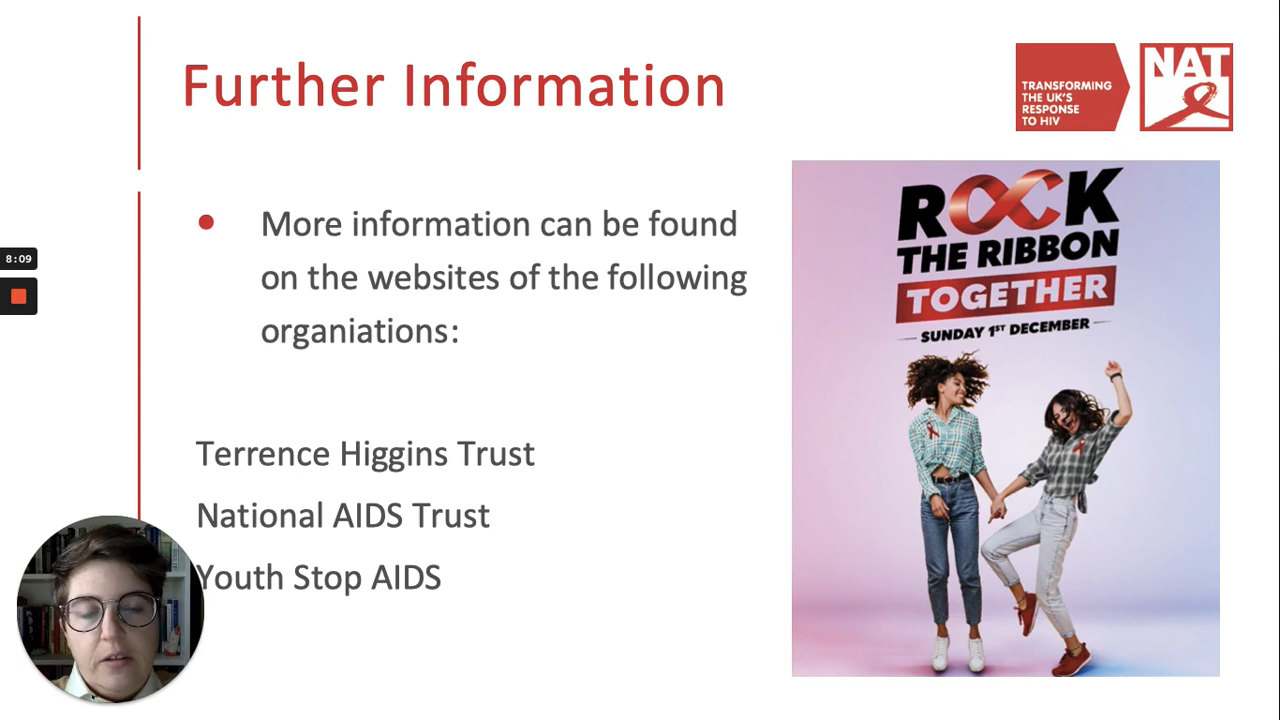 Further Information
TRANSFORMING
THE UK'S
RESPONSE
TO HIV
NAT
More information can be found
on the websites of the following
organiations:
Terrence Higgins Trust
National AIDS Trust
Youth Stop AIDS
ROCK
THE RIBBON
TOGETHER
SUNDAY 1ST DECEMBER
8:09